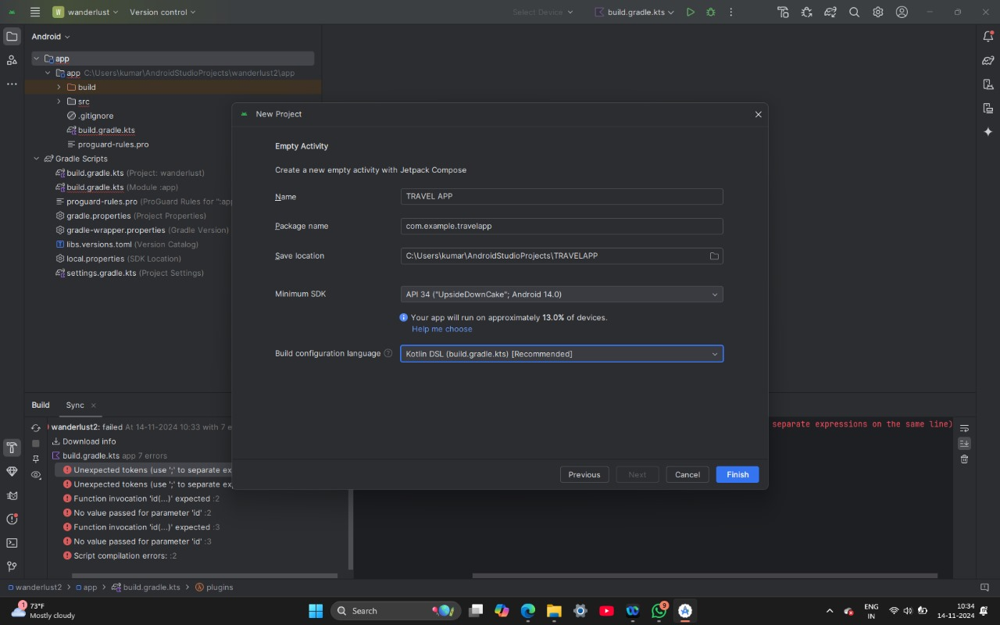 W wanderlust Version control Select Device build.gradle.kts
Android
app
app C:\Users\kumar\AndroidStudioProjects\wanderlust2\app
build
src
.gitignore
build.gradle.kts
proguard-rules.pro
Gradle Scripts
build.gradle.kts (Project: wanderlust)
build.gradle.kts (Module :app)
proguard-rules.pro (ProGuard Rules for ":app
gradle.properties (Project Properties)
gradle-wrapper.properties (Gradle Version)
libs.versions.toml (Version Catalog)
local.properties (SDK Location)
settings.gradle.kts (Project Settings)
New Project
Empty Activity
Create a new empty activity with Jetpack Compose
Name TRAVEL APP
Package name com.example.travelapp
Save location C:\Users\kumar\AndroidStudioProjects\TRAVELAPP
Minimum SDK API 34 ("UpsideDownCake"; Android 14.0)
Your app will run on approximately 13.0% of devices.
Help me choose
Build configuration language Kotlin DSL (build.gradle.kts) [Recommended]
Previous Next Cancel Finish
Build Sync
wanderlust2: failed At 14-11-2024 10:33 with 7 e
Download info
build.gradle.kts app 7 errors
Unexpected tokens (use ';' to separate ex
Unexpected tokens (use ';' to separate ex
Function invocation 'id(...)' expected :2
No value passed for parameter 'id' :2
Function invocation 'id(...)' expected :3
No value passed for parameter 'id' :3
Script compilation errors: :2
separate expressions on the same line)
wanderlust2 > app > build.gradle.kts > plugins
1
73°F
Mostly cloudy
Search
9
ENG
IN
10:34
14-11-2024